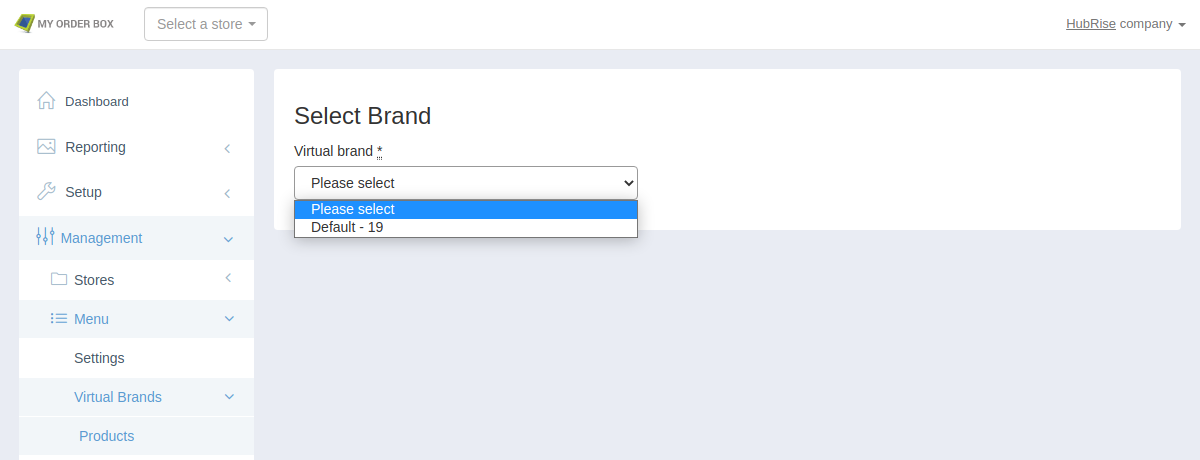 MY ORDER BOX
Select a store
HubRise company
Dashboard
Reporting
Setup
Management
Stores
Menu
Settings
Virtual Brands
Products
Select Brand
Virtual brand *
Please select
Please select
Default - 19